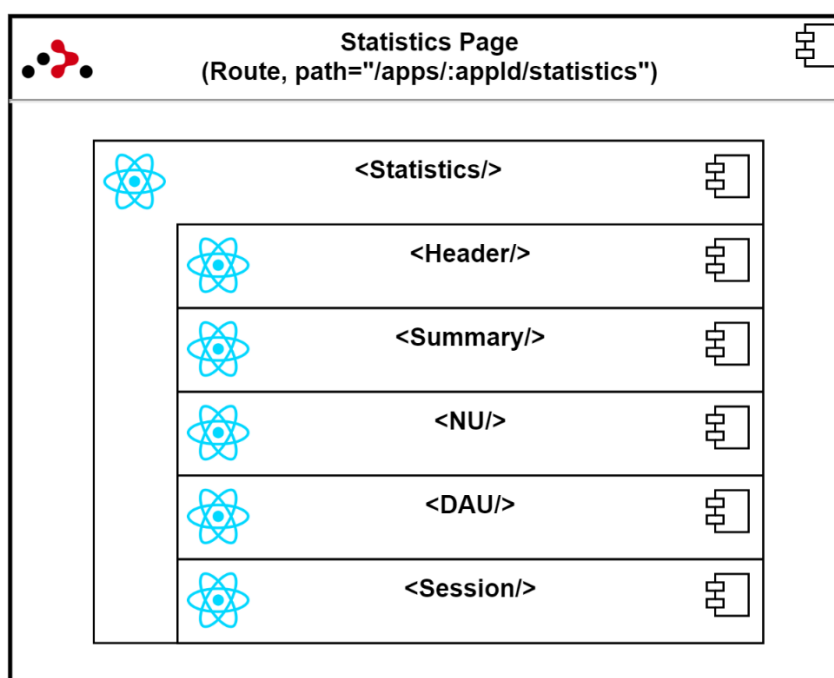 Statistics Page
(Route, path="/apps/:appId/statistics")
<Statistics/>
<Header/>
<Summary/>
<NU/>
<DAU/>
<Session/>